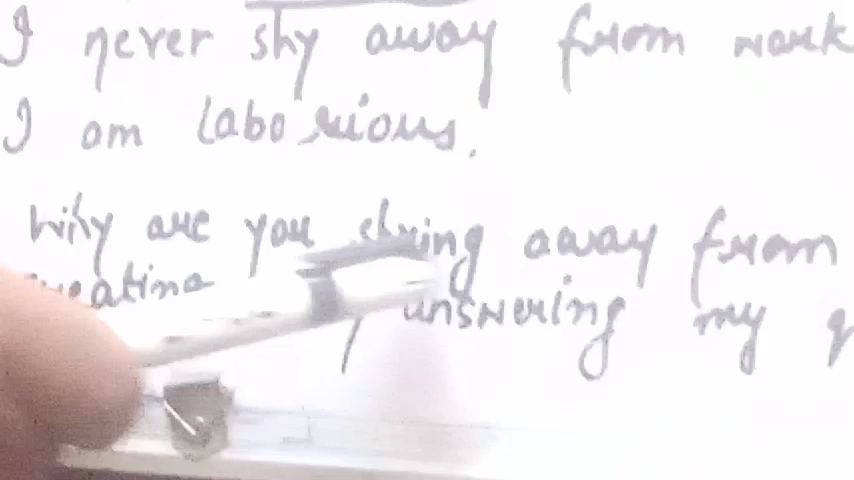 I never shy away from work
I am laborious.
Why are you shying away from
answering my